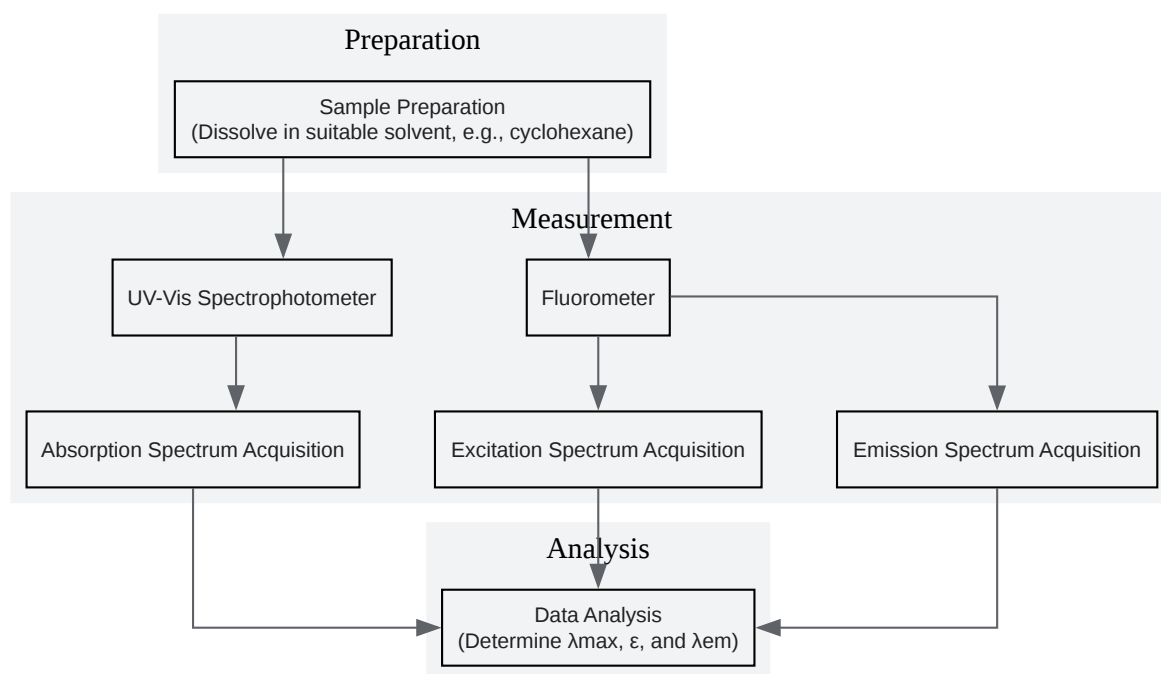 Preparation
Sample Preparation
(Dissolve in suitable solvent, e.g., cyclohexane)
Measurement
UV-Vis Spectrophotometer
Fluorometer
Absorption Spectrum Acquisition
Excitation Spectrum Acquisition
Emission Spectrum Acquisition
Analysis
Data Analysis
(Determine λmax, ε, and λem)